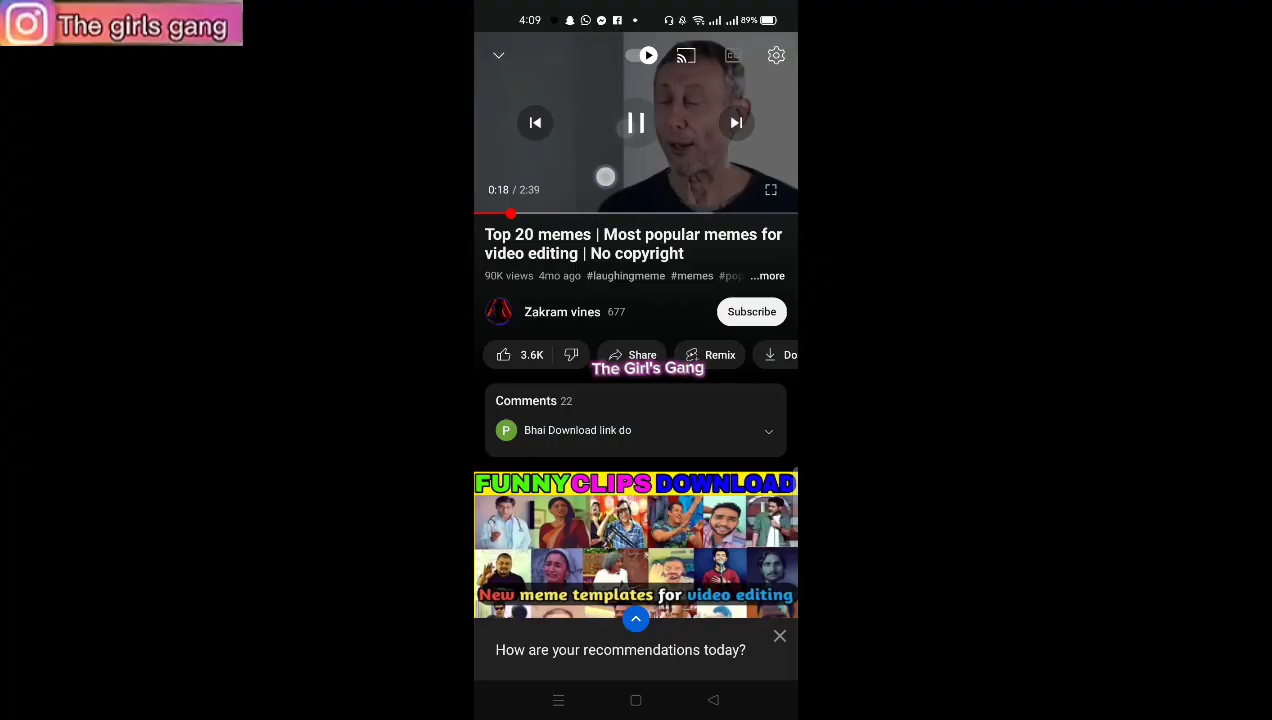 The girls gang
4:09
89%
CC
0:18 / 2:39
Top 20 memes | Most popular memes for
video editing | No copyright
90K views 4mo ago #laughingmeme #memes #pop ...more
Zakram vines 677
Subscribe
3.6K
Share
Remix
Do
The Girl's Gang
Comments 22
P
Bhai Download link do
FUNNY CLIPS DOWNLOAD
New meme templates for video editing
How are your recommendations today?